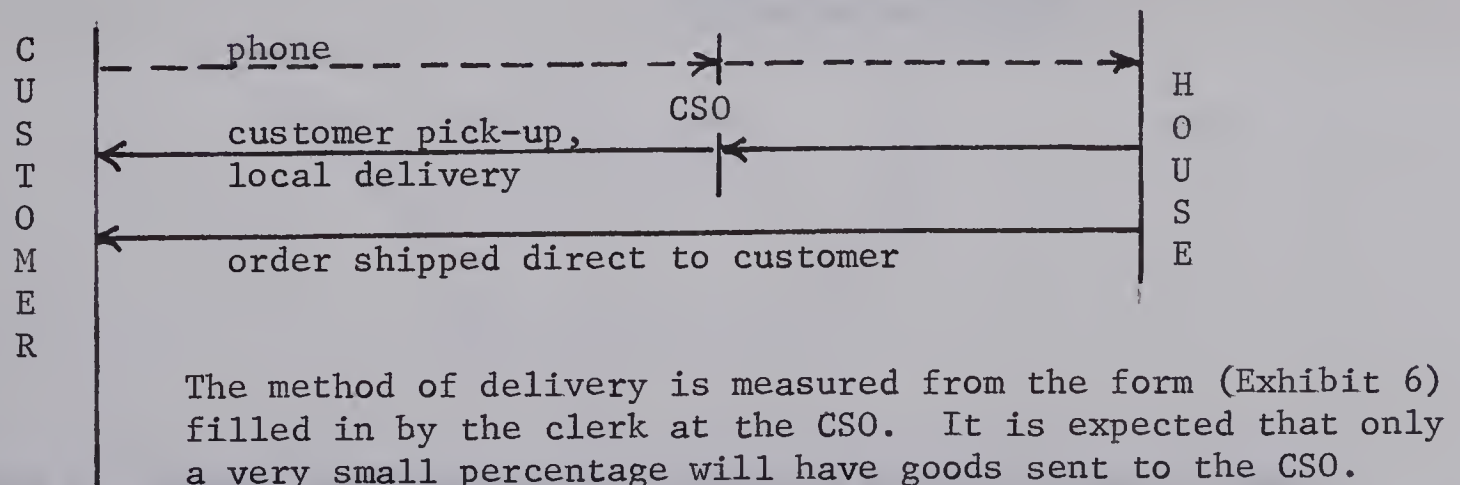 CUSTOMER
phone
CSO
customer pick-up,
local delivery
order shipped direct to customer
HOUSE
The method of delivery is measured from the form (Exhibit 6)
filled in by the clerk at the CSO.  It is expected that only
a very small percentage will have goods sent to the CSO.